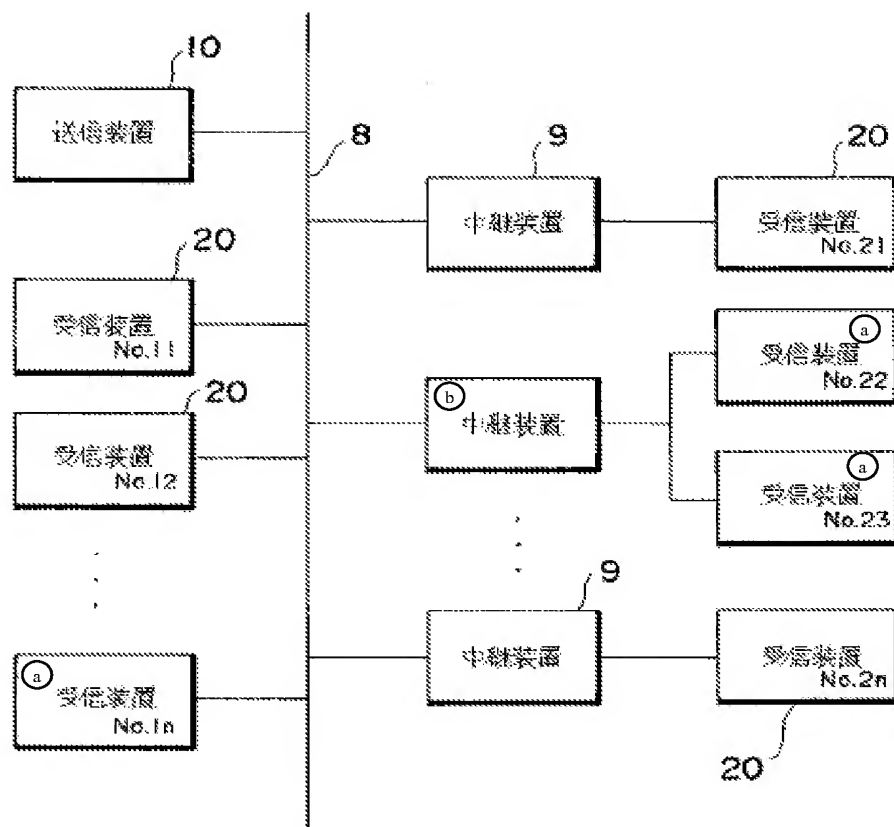 10
送信装置
8
9
20
中継装置
受信装置
No.21
20
受信装置
No.11
ⓐ
受信装置
No.22
20
受信装置
No.12
ⓑ
中継装置
ⓐ
受信装置
No.23
9
中継装置
受信装置
No.2n
20
ⓐ
受信装置
No.1n